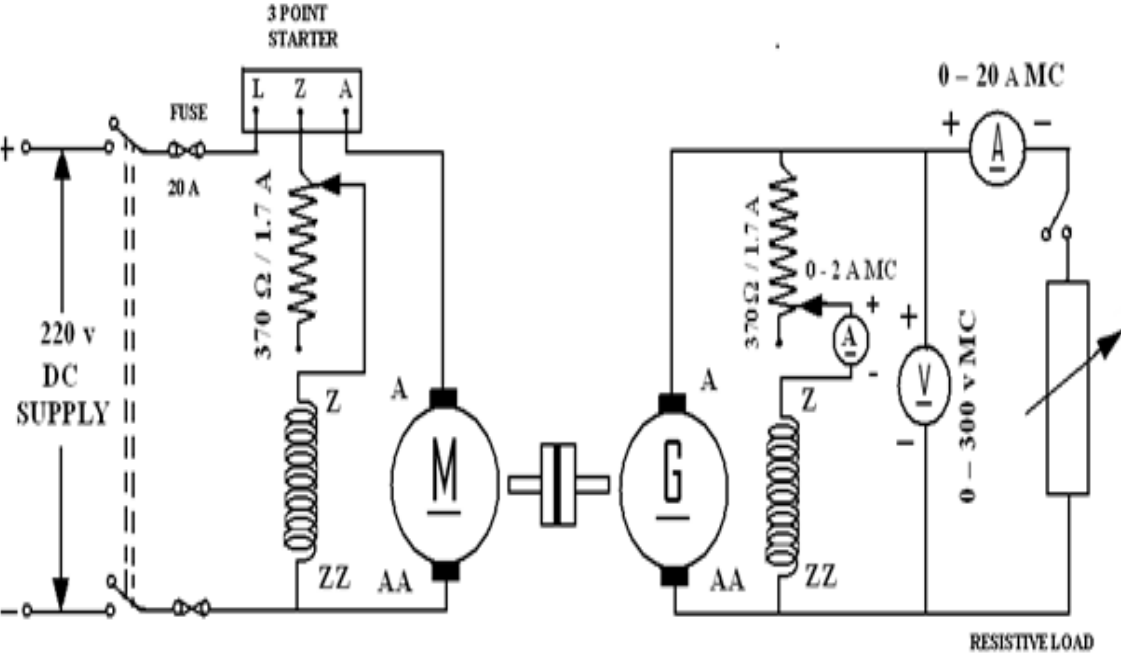 3 POINT
STARTER
L Z A
FUSE
20 A
+
370 Ω / 1.7 A
220 v
DC
SUPPLY
-
Z
ZZ
A
M
AA
A
G
AA
370Ω / 1.7 A
0 - 2 A MC
+
A
-
Z
ZZ
+
V
-
0 - 300 v MC
0 – 20 A MC
+
A
-
RESISTIVE LOAD